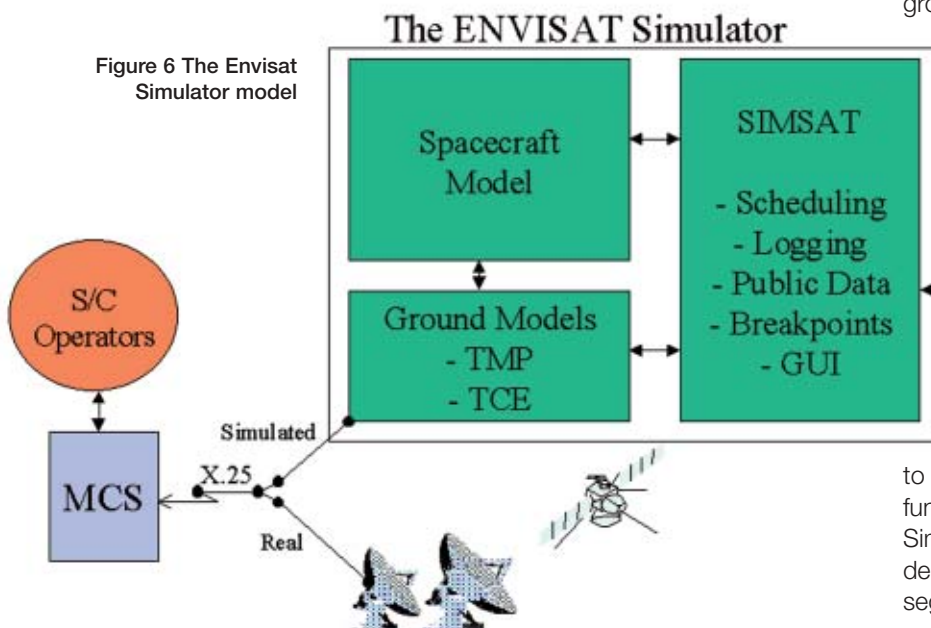 grou
The ENVISAT Simulator
Figure 6 The Envisat
Simulator model
Spacecraft
Model
SIMSAT
- Scheduling
- Logging
- Public Data
- Breakpoints
- GUI
S/C
Operators
Ground Models
- TMP
- TCE
Simulated
X.25
MCS
Real
to
fun
Sin
de
seg